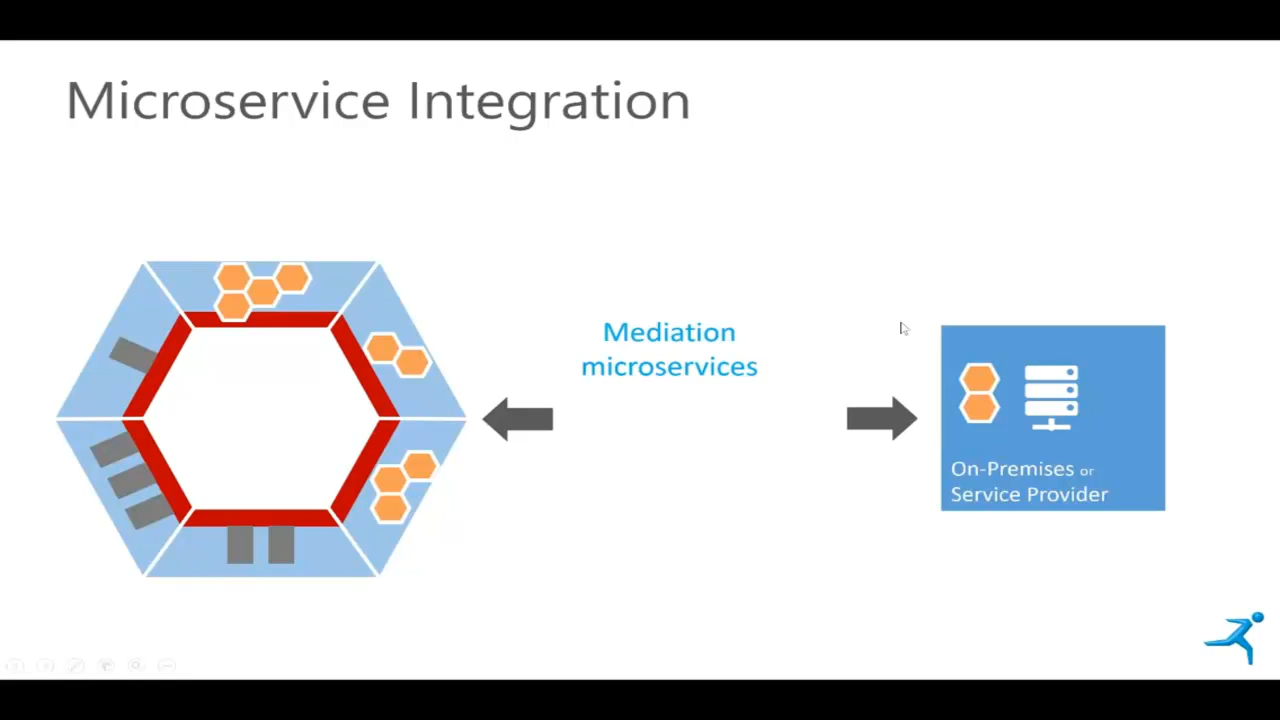 Microservice Integration
Mediation
microservices
On-Premises or
Service Provider